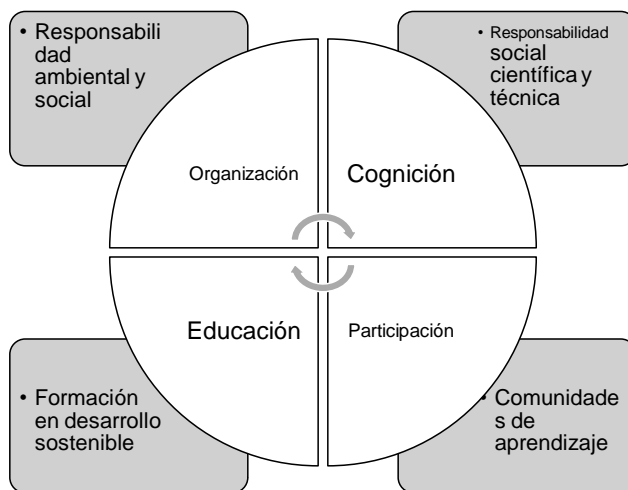 • Responsabili
dad
ambiental y
social
• Responsabilidad
social
científica y
técnica
Organización
Cognición
Educación
Participación
• Formación
en desarrollo
sostenible
• Comunidade
s de
aprendizaje